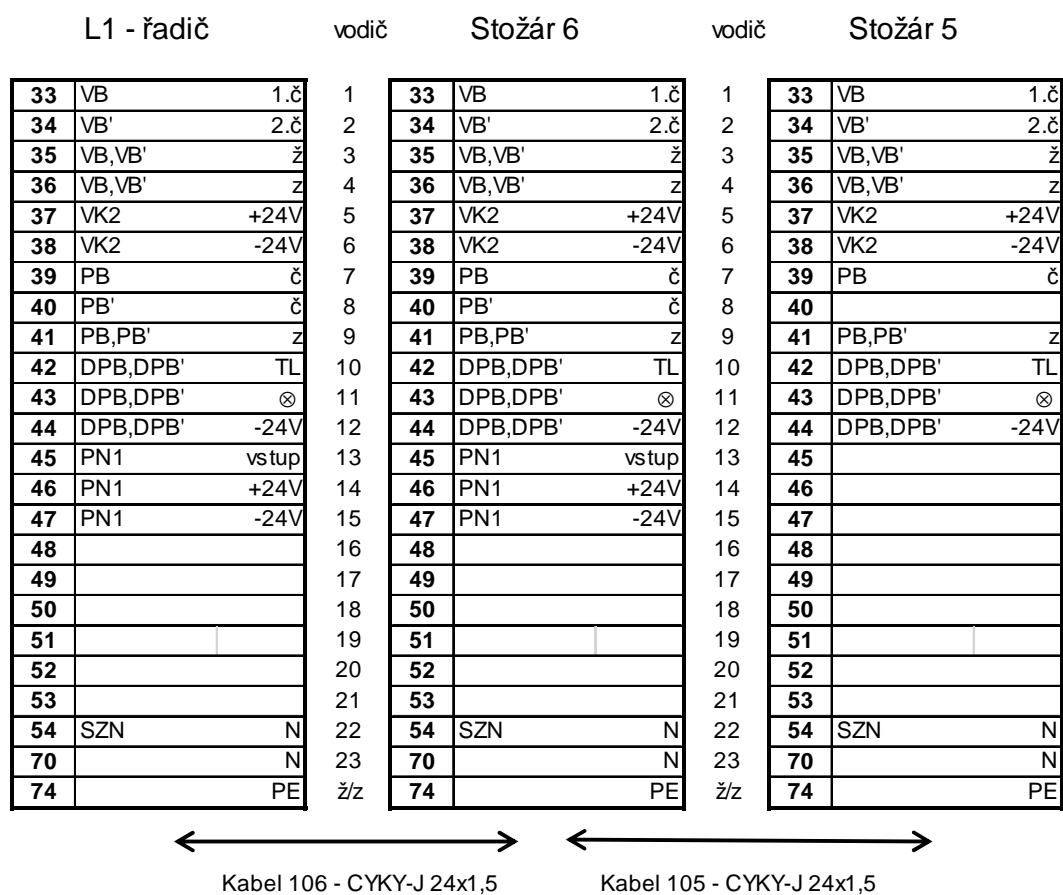 L1 - řadič vodič Stožár 6 vodič Stožár 5
33 VB 1.č 1 33 VB 1.č 1 33 VB 1.č
34 VB' 2.č 2 34 VB' 2.č 2 34 VB' 2.č
35 VB,VB' ž 3 35 VB,VB' ž 3 35 VB,VB' ž
36 VB,VB' z 4 36 VB,VB' z 4 36 VB,VB' z
37 VK2 +24V 5 37 VK2 +24V 5 37 VK2 +24V
38 VK2 -24V 6 38 VK2 -24V 6 38 VK2 -24V
39 PB č 7 39 PB č 7 39 PB č
40 PB' č 8 40 PB' č 8 40
41 PB,PB' z 9 41 PB,PB' z 9 41 PB,PB' z
42 DPB,DPB' TL 10 42 DPB,DPB' TL 10 42 DPB,DPB' TL
43 DPB,DPB' ⊗ 11 43 DPB,DPB' ⊗ 11 43 DPB,DPB' ⊗
44 DPB,DPB' -24V 12 44 DPB,DPB' -24V 12 44 DPB,DPB' -24V
45 PN1 vstup 13 45 PN1 vstup 13 45
46 PN1 +24V 14 46 PN1 +24V 14 46
47 PN1 -24V 15 47 PN1 -24V 15 47
48 16 48 16 48
49 17 49 17 49
50 18 50 18 50
51 19 51 19 51
52 20 52 20 52
53 21 53 21 53
54 SZN N 22 54 SZN N 22 54 SZN N
70 N 23 70 N 23 70 N
74 PE ž/z 74 PE ž/z 74 PE
Kabel 106 - CYKY-J 24x1,5 Kabel 105 - CYKY-J 24x1,5